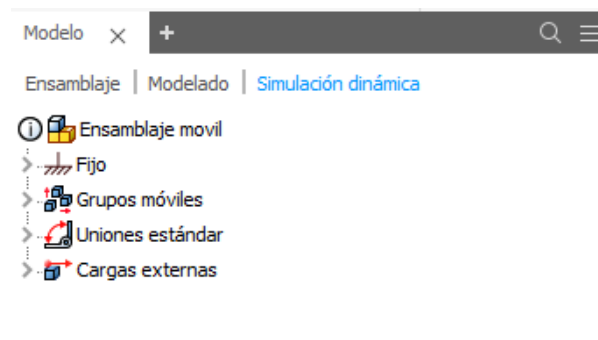 Modelo
Ensamblaje | Modelado | Simulación dinámica
Ensamblaje movil
Fijo
Grupos móviles
Uniones estándar
Cargas externas